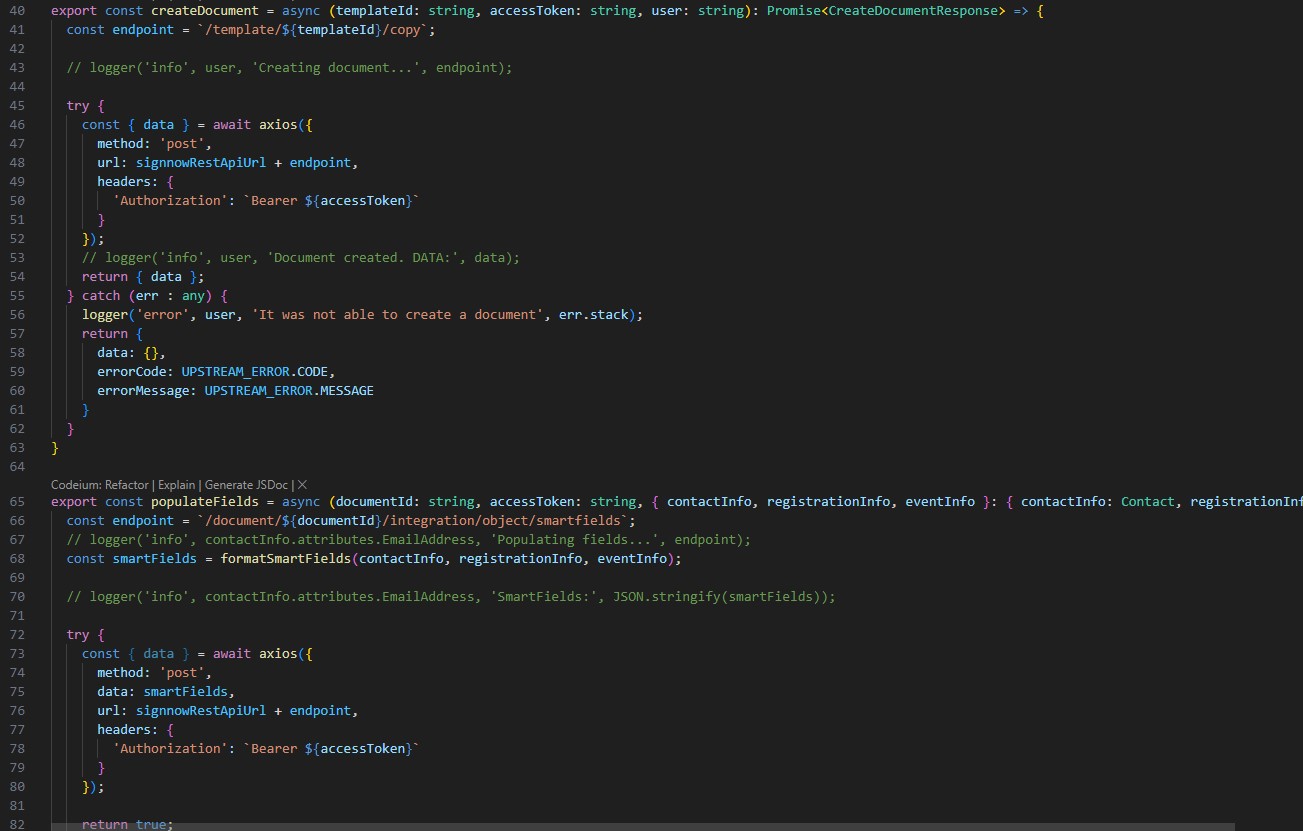 40 export const createDocument = async (templateId: string, accessToken: string, user: string): Promise<CreateDocumentResponse> => {
41 const endpoint = `/template/${templateId}/copy`;
42
43 // logger('info', user, 'Creating document...', endpoint);
44
45 try {
46 const { data } = await axios({
47 method: 'post',
48 url: signnowRestApiUrl + endpoint,
49 headers: {
50 'Authorization': `Bearer ${accessToken}`
51 }
52 });
53 // logger('info', user, 'Document created. DATA:', data);
54 return { data };
55 } catch (err : any) {
56 logger('error', user, 'It was not able to create a document', err.stack);
57 return {
58 data: {},
59 errorCode: UPSTREAM_ERROR.CODE,
60 errorMessage: UPSTREAM_ERROR.MESSAGE
61 }
62 }
63 }
64
Codeium: Refactor | Explain | Generate JSDoc | X
65 export const populateFields = async (documentId: string, accessToken: string, { contactInfo, registrationInfo, eventInfo }: { contactInfo: Contact, registrationInf
66 const endpoint = `/document/${documentId}/integration/object/smartfields`;
67 // logger('info', contactInfo.attributes.EmailAddress, 'Populating fields...', endpoint);
68 const smartFields = formatSmartFields(contactInfo, registrationInfo, eventInfo);
69
70 // logger('info', contactInfo.attributes.EmailAddress, 'SmartFields:', JSON.stringify(smartFields));
71
72 try {
73 const { data } = await axios({
74 method: 'post',
75 data: smartFields,
76 url: signnowRestApiUrl + endpoint,
77 headers: {
78 'Authorization': `Bearer ${accessToken}`
79 }
80 });
81
82 return true;